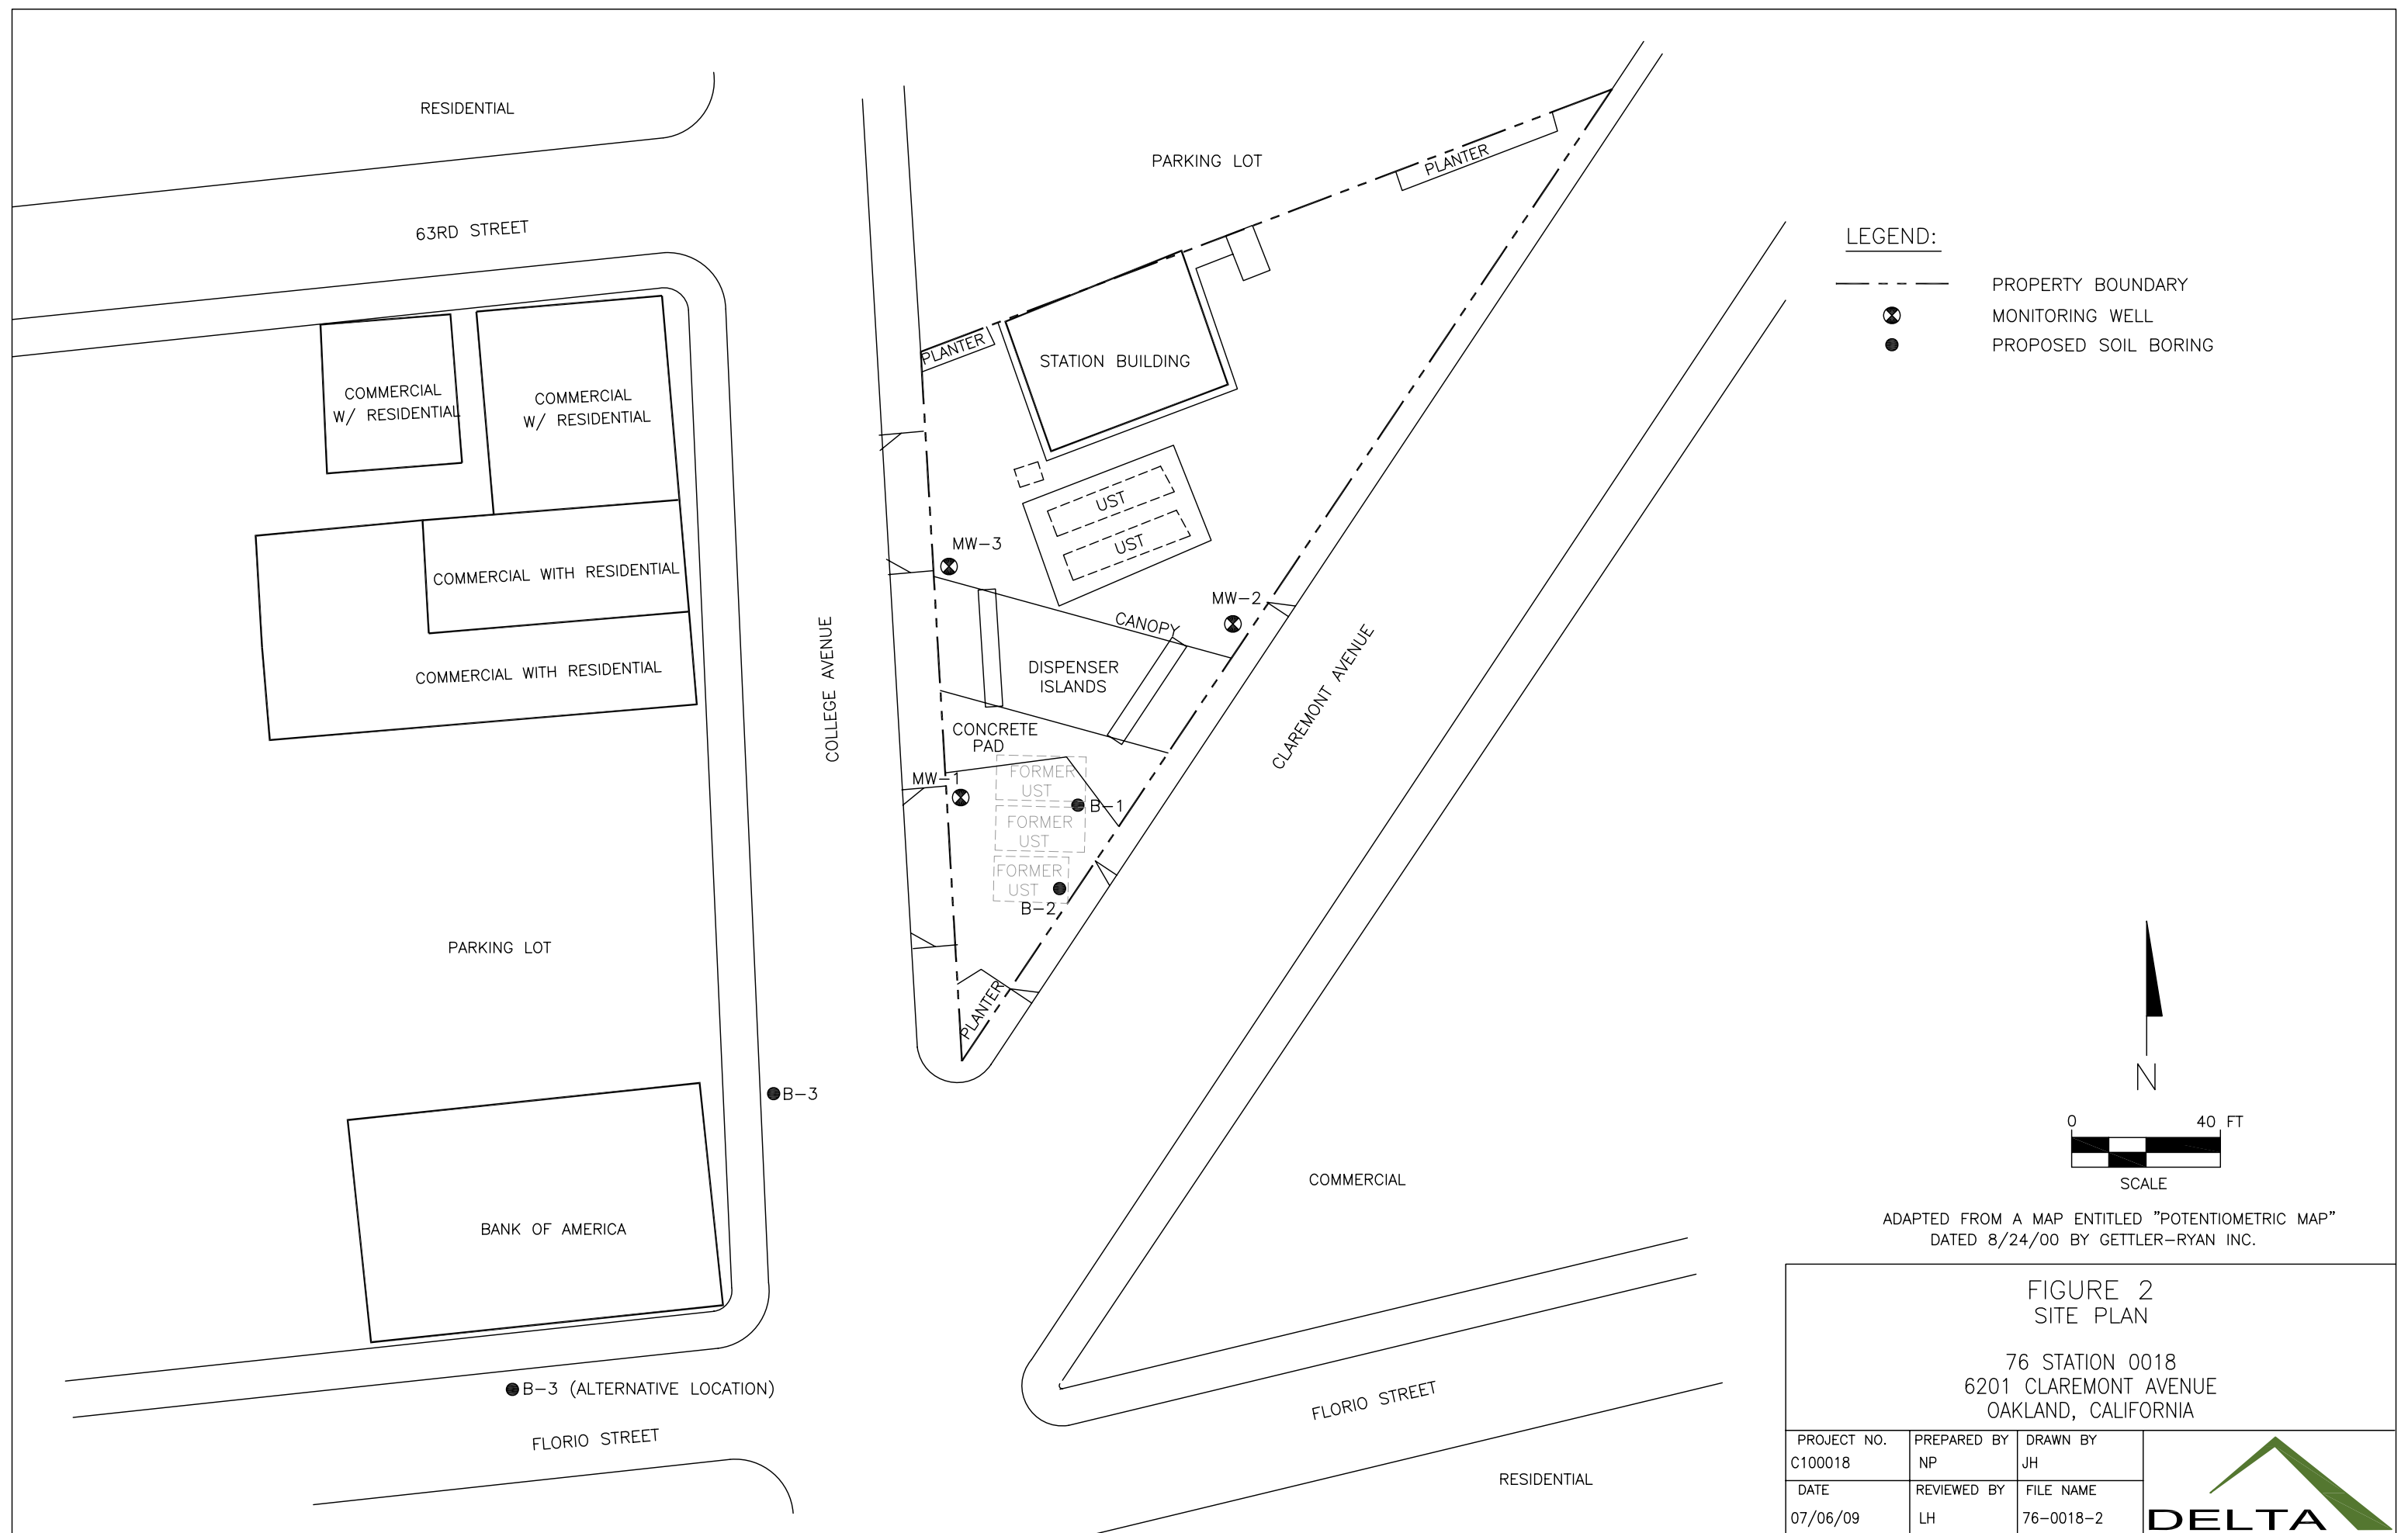 RESIDENTIAL
63RD STREET
PARKING LOT
PLANTER
PLANTER
STATION BUILDING
LEGEND:
PROPERTY BOUNDARY
MONITORING WELL
PROPOSED SOIL BORING
COMMERCIAL
W/ RESIDENTIAL
COMMERCIAL
W/ RESIDENTIAL
COMMERCIAL WITH RESIDENTIAL
COMMERCIAL WITH RESIDENTIAL
UST
UST
MW-3
MW-2
CANOPY
DISPENSER
ISLANDS
COLLEGE AVENUE
CLAREMONT AVENUE
CONCRETE
PAD
MW-1
FORMER
UST
B-1
FORMER
UST
FORMER
UST
B-2
PARKING LOT
PLANTER
B-3
BANK OF AMERICA
COMMERCIAL
B-3 (ALTERNATIVE LOCATION)
FLORIO STREET
FLORIO STREET
RESIDENTIAL
N
0 40 FT
SCALE
ADAPTED FROM A MAP ENTITLED "POTENTIOMETRIC MAP"
DATED 8/24/00 BY GETTLER-RYAN INC.
FIGURE 2
SITE PLAN
76 STATION 0018
6201 CLAREMONT AVENUE
OAKLAND, CALIFORNIA
PROJECT NO. PREPARED BY DRAWN BY
C100018 NP JH
DATE REVIEWED BY FILE NAME
07/06/09 LH 76-0018-2
DELTA